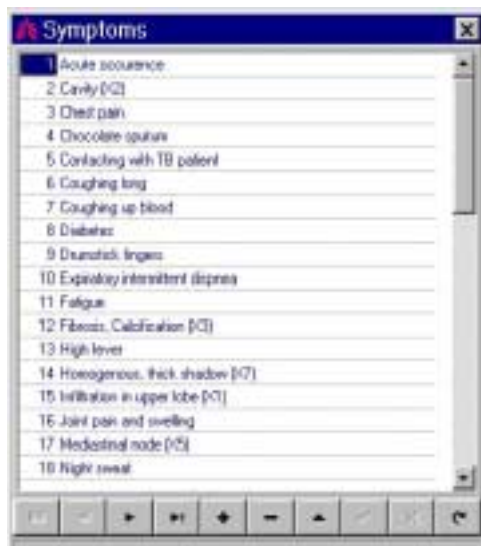 Symptoms
1 Acute occurence
2 Cavity (X2)
3 Chest pain
4 Chocolate sputum
5 Contacting with TB patient
6 Coughing long
7 Coughing up blood
8 Diabetes
9 Drumstick fingers
10 Expiratory intermittent dispnea
11 Fatigue
12 Fibrosis, Calcification (X3)
13 High fever
14 Homogenous, thick shadow (X7)
15 Infiltration in upper lobe (X1)
16 Joint pain and swelling
17 Mediastinal node (X5)
18 Night sweat